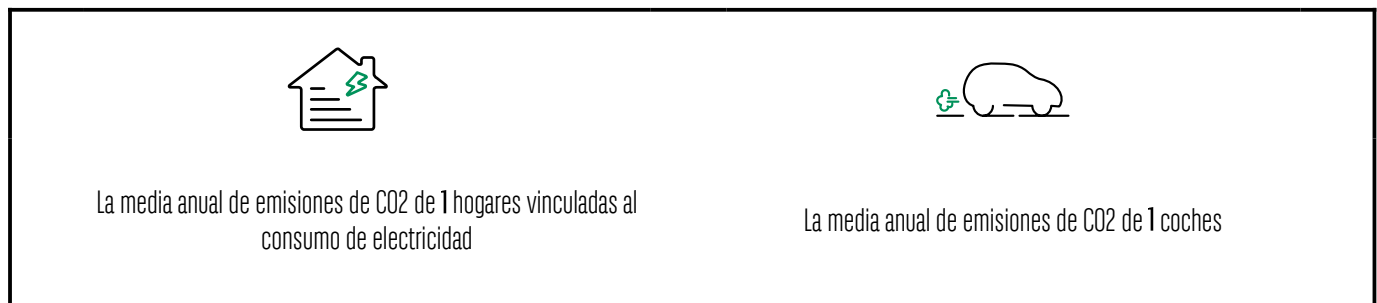 La media anual de emisiones de CO2 de 1 hogares vinculadas al
consumo de electricidad
La media anual de emisiones de CO2 de 1 coches